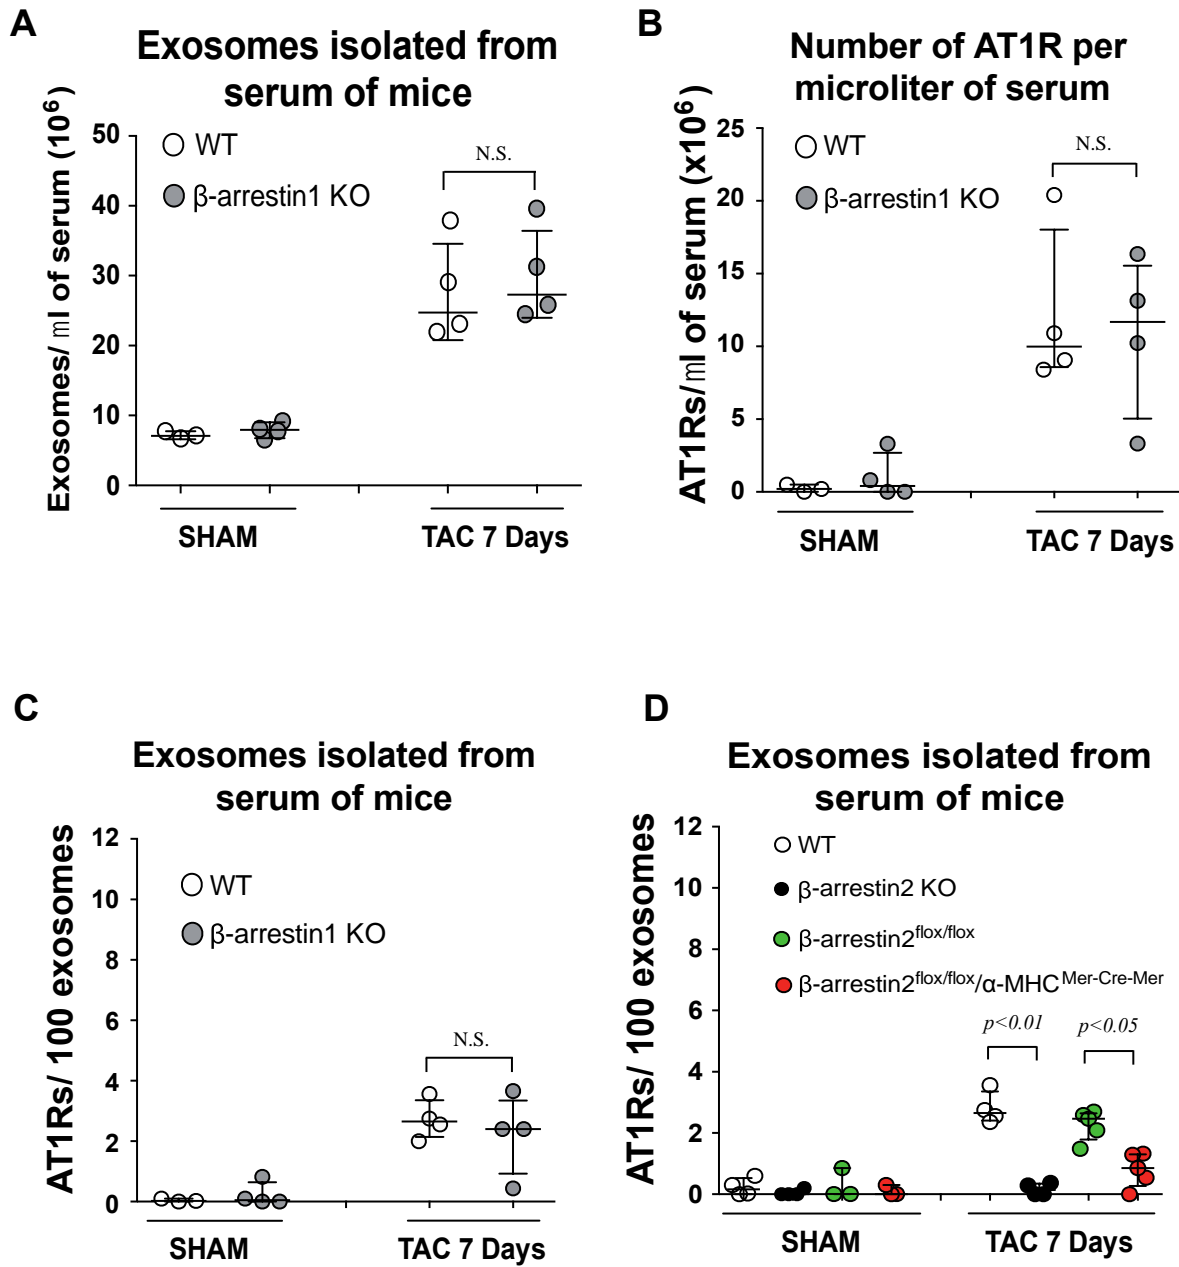 A
Exosomes isolated from
serum of mice
Exosomes/ ml of serum (10⁶)
50
40
30
20
10
0
WT
β-arrestin1 KO
N.S.
SHAM
TAC 7 Days
B
Number of AT1R per
microliter of serum
AT1Rs/ml of serum (x10⁶)
25
20
15
10
5
0
WT
β-arrestin1 KO
N.S.
SHAM
TAC 7 Days
C
Exosomes isolated from
serum of mice
AT1Rs/ 100 exosomes
12
10
8
6
4
2
0
WT
β-arrestin1 KO
N.S.
SHAM
TAC 7 Days
D
Exosomes isolated from
serum of mice
AT1Rs/ 100 exosomes
12
10
8
6
4
2
0
WT
β-arrestin2 KO
β-arrestin2flox/flox
β-arrestin2flox/flox/α-MHCMer-Cre-Mer
p<0.01
p<0.05
SHAM
TAC 7 Days